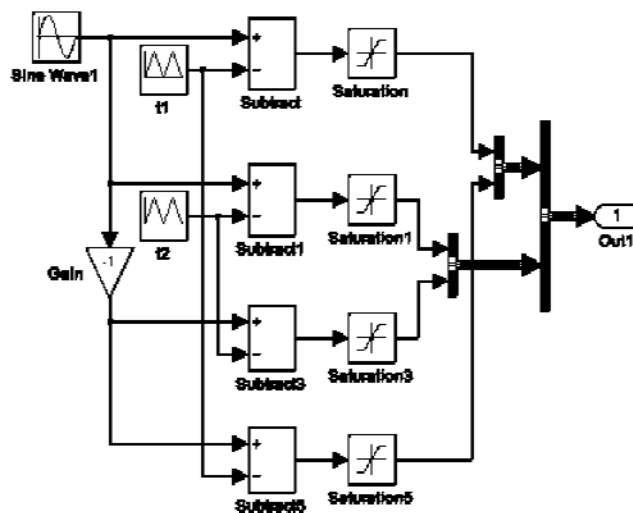 +
−
Sine Wave1
t1
Subtract
Saturation
+
−
t2
Subtract1
Saturation1
1
Out1
-1
Gain
+
−
Subtract3
Saturation3
+
−
Subtract5
Saturation5